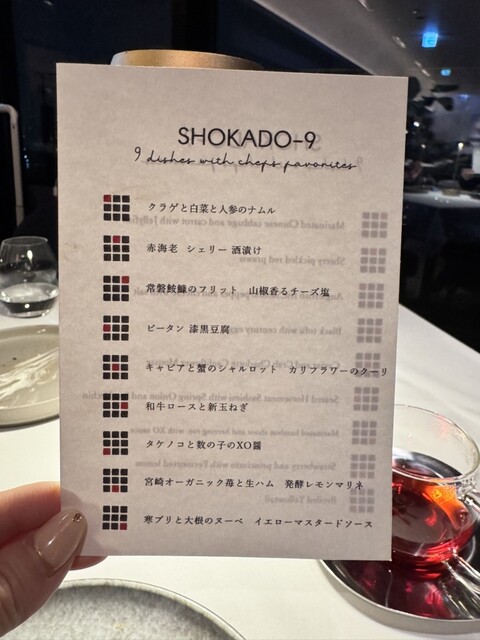 SHOKADO-9
9 dishes with chefs favorites
クラゲと白菜と人参のナムル
赤海老 シェリー酒漬け
常磐鮟鱇のフリット 山椒香るチーズ塩
ピータン 漆黒豆腐
キャビアと蟹のシャルロット カリフラワーのクーリ
和牛ロースと新玉ねぎ
タケノコと数の子のXO醤
宮崎オーガニック苺と生ハム 発酵レモンマリネ
寒ブリと大根のヌーベ イエローマスタードソース